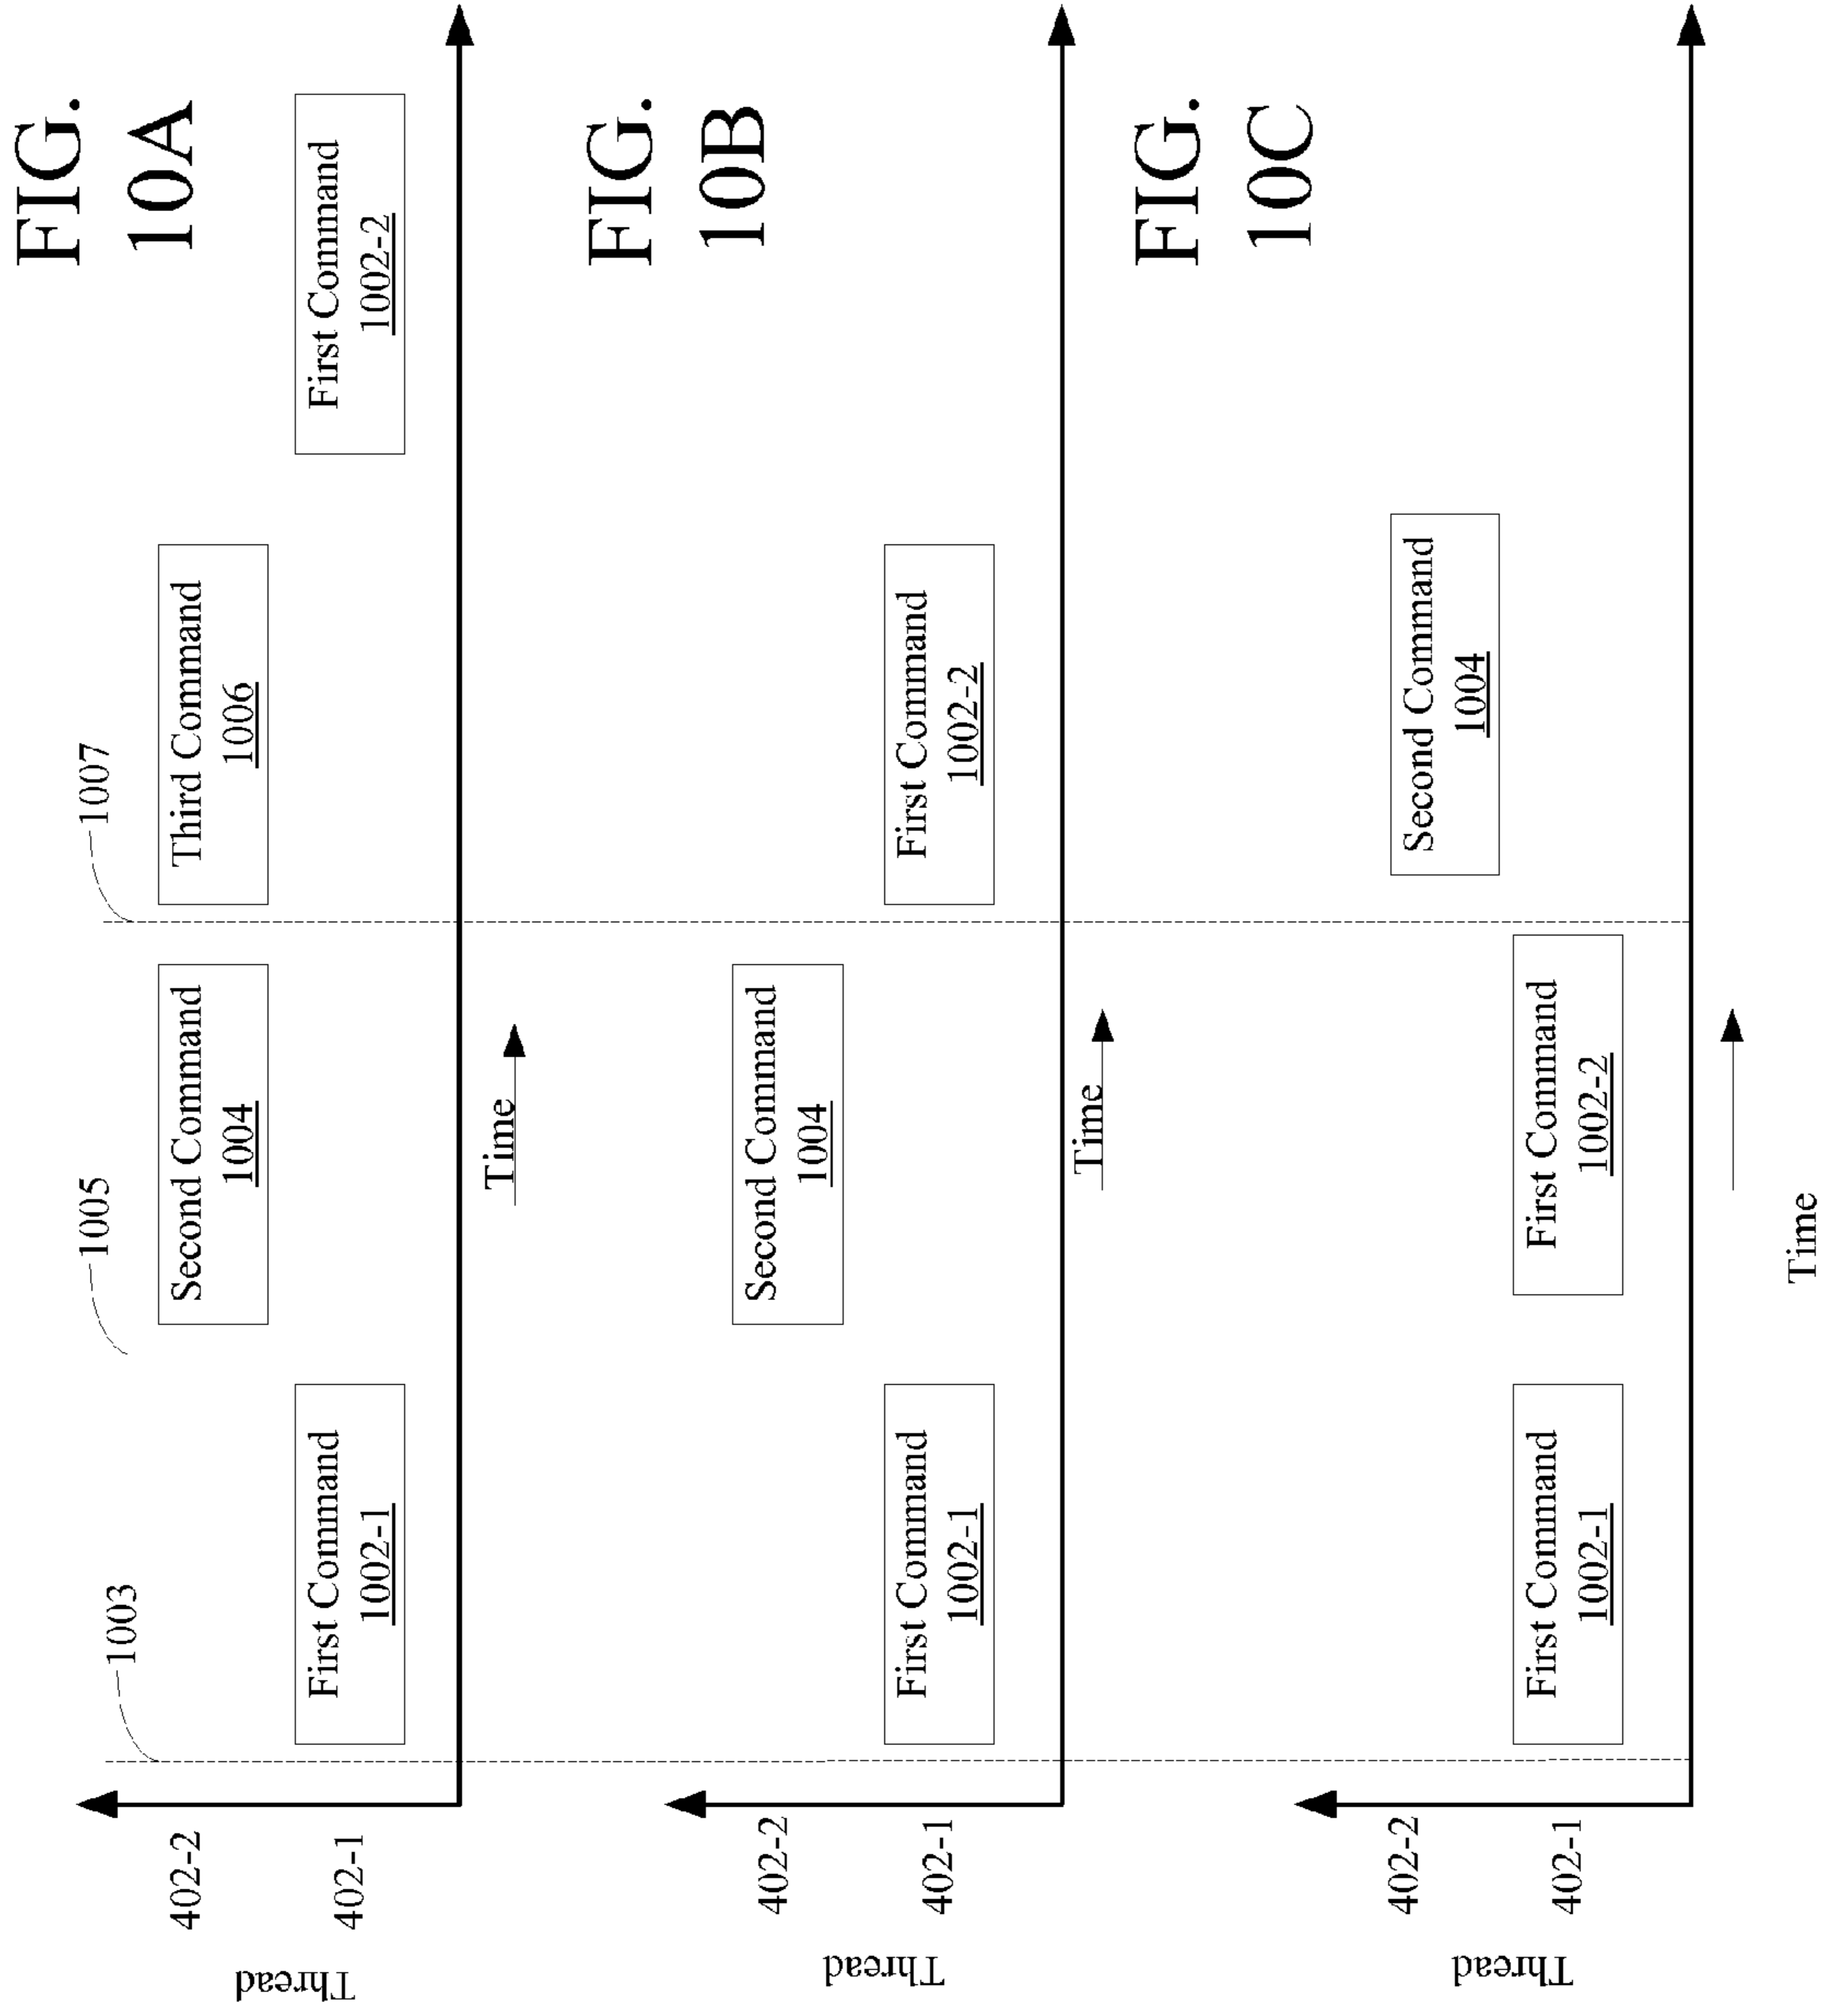 FIG.
10A
1003
1005
1007
Thread
402-2
402-1
Second Command
1004
Third Command
1006
First Command
1002-1
First Command
1002-2
Time
FIG.
10B
Thread
402-2
402-1
Second Command
1004
First Command
1002-1
First Command
1002-2
Time
FIG.
10C
Thread
402-2
402-1
Second Command
1004
First Command
1002-1
First Command
1002-2
Time